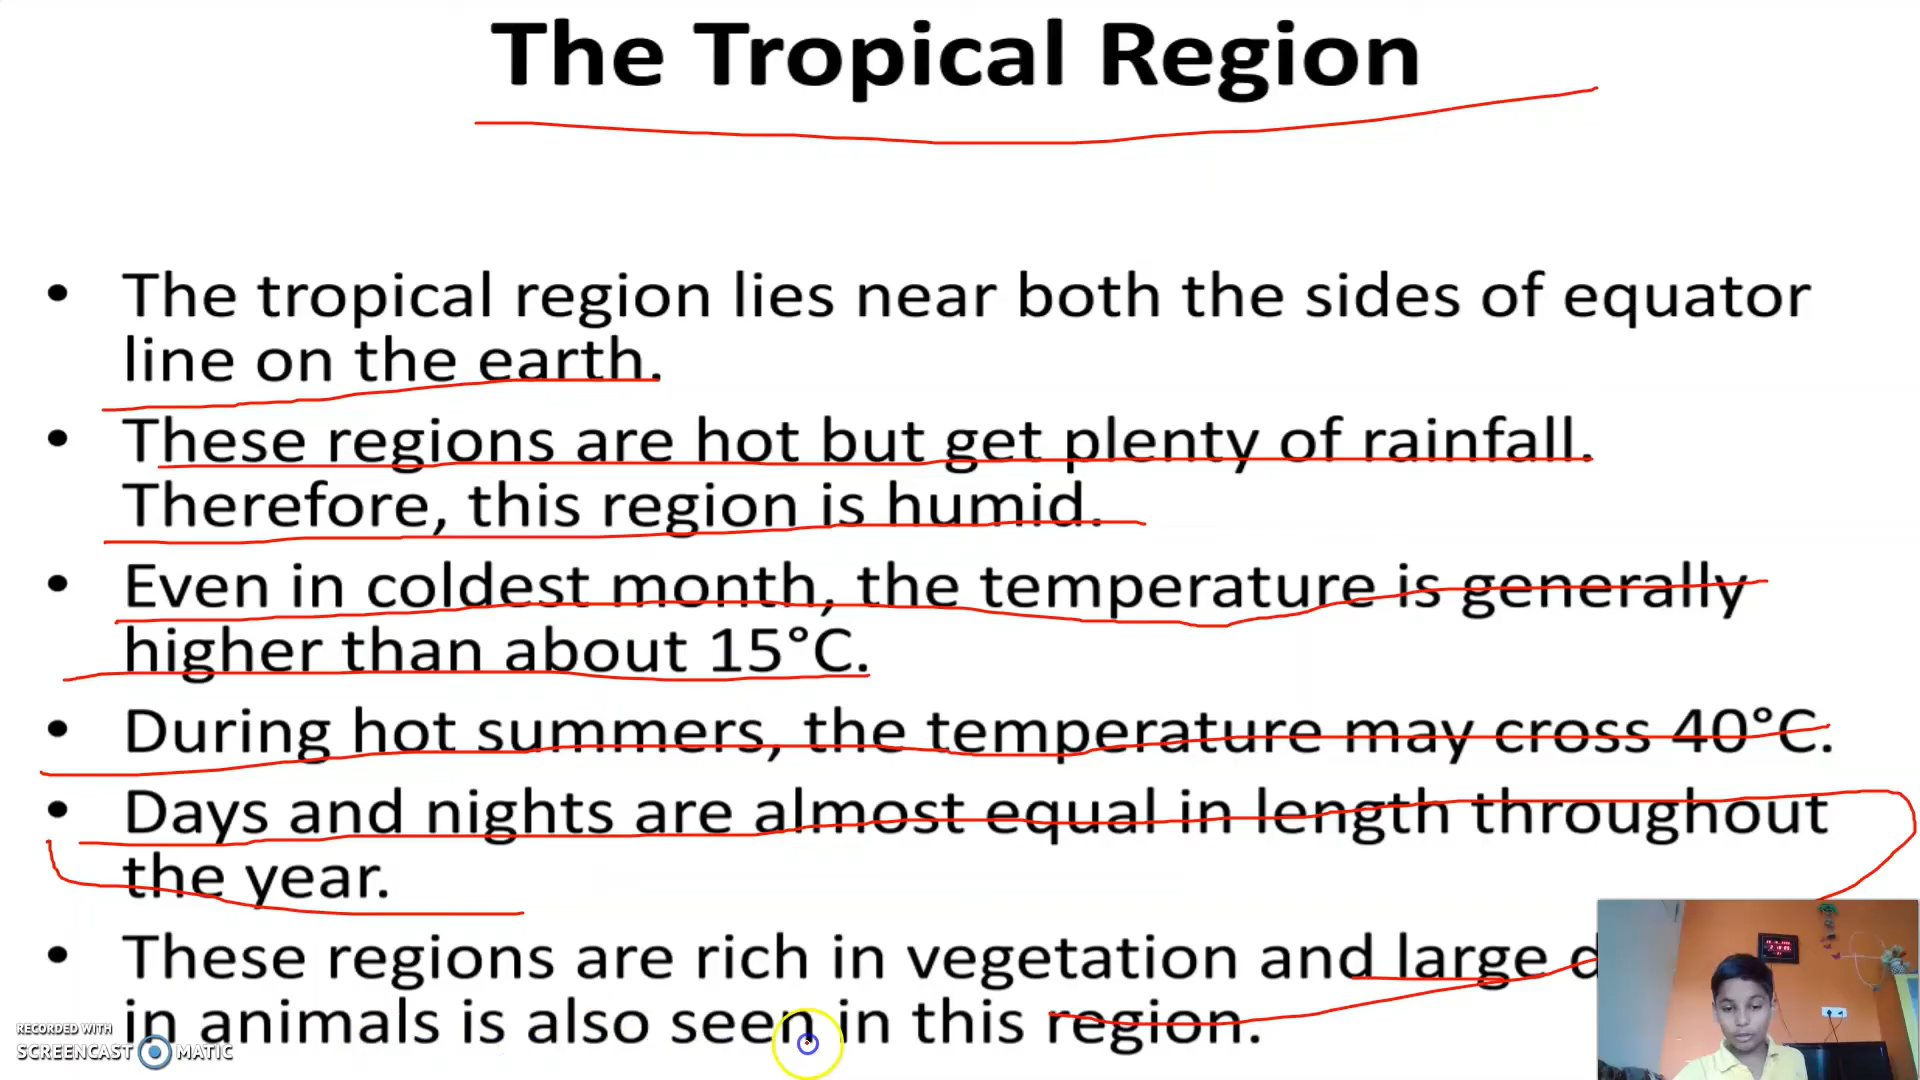 The Tropical Region
• The tropical region lies near both the sides of equator
line on the earth.
• These regions are hot but get plenty of rainfall.
Therefore, this region is humid.
• Even in coldest month, the temperature is generally
higher than about 15°C.
• During hot summers, the temperature may cross 40°C.
• Days and nights are almost equal in length throughout
the year.
• These regions are rich in vegetation and large
in animals is also seen in this region.
RECORDED WITH
SCREENCAST MATIC